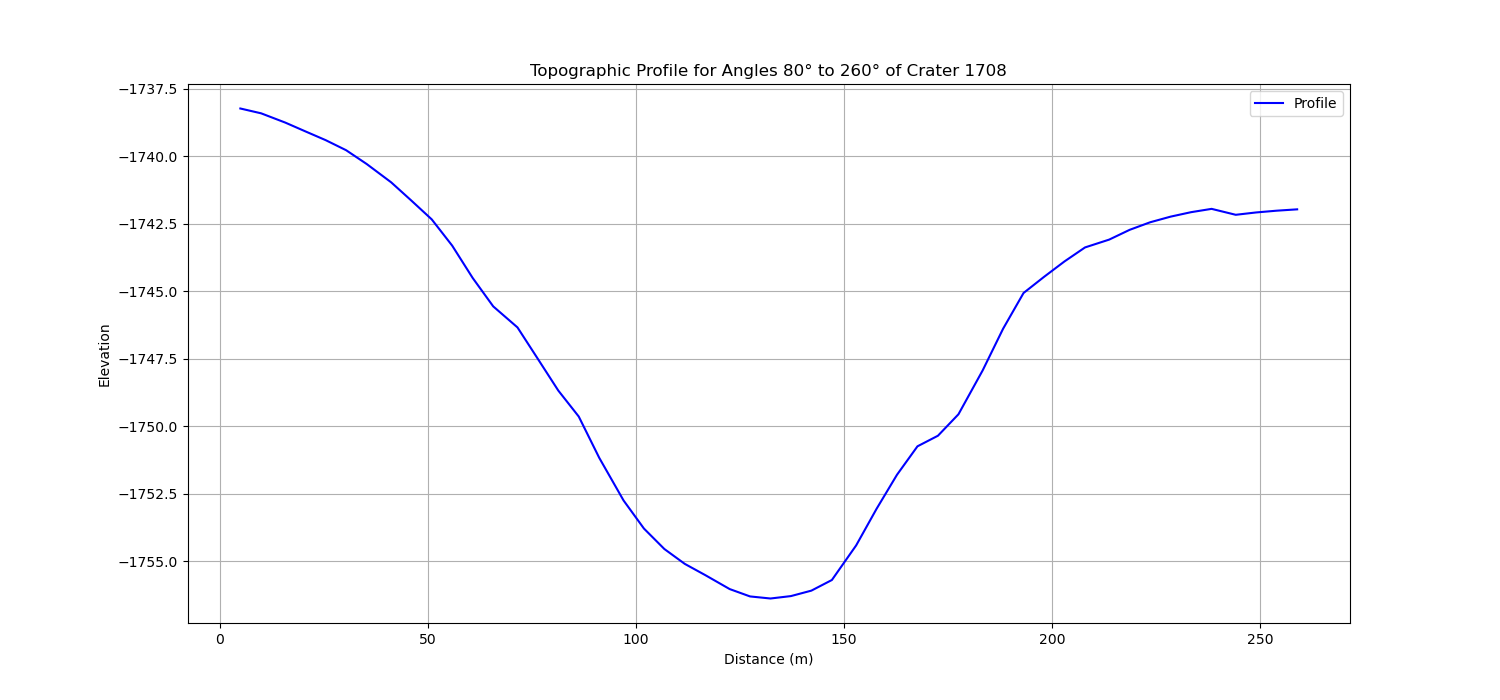 Topographic Profile for Angles 80° to 260° of Crater 1708
−1737.5
−1740.0
−1742.5
−1745.0
−1747.5
−1750.0
−1752.5
−1755.0
Elevation
Profile
0 50 100 150 200 250
Distance (m)